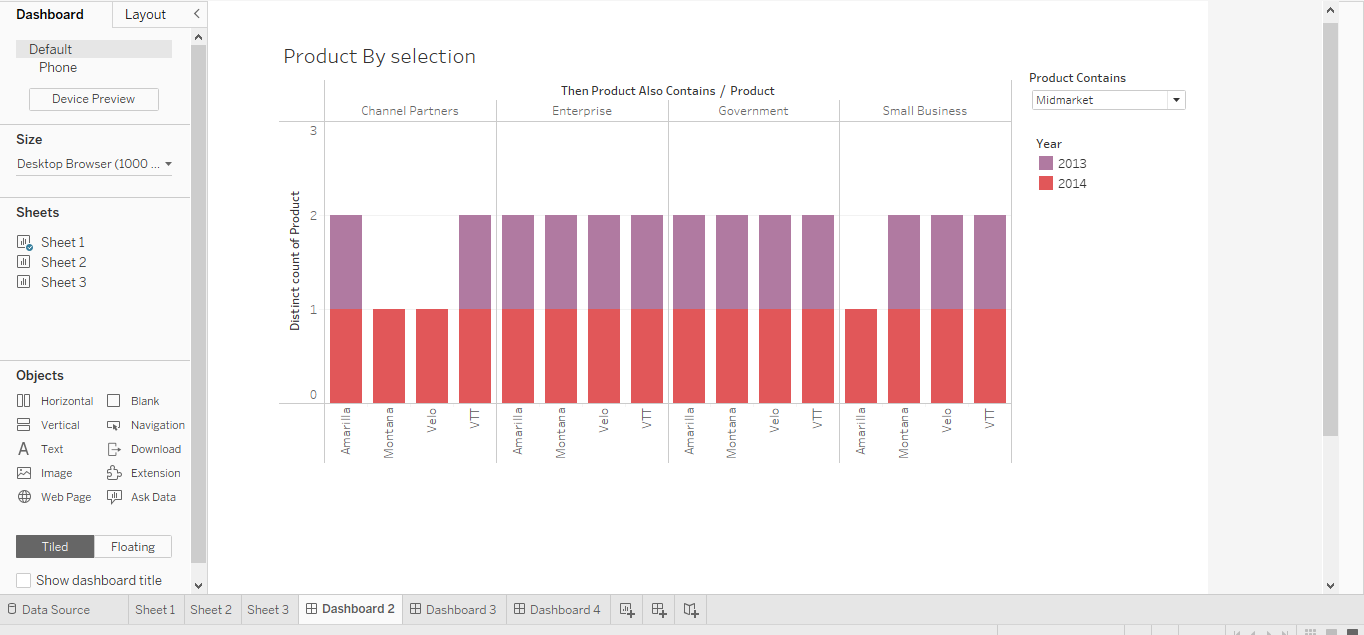 Dashboard
Layout
Default
Phone
Device Preview
Size
Desktop Browser (1000 ...
Sheets
Sheet 1
Sheet 2
Sheet 3
Objects
Horizontal
Blank
Vertical
Navigation
Text
Download
Image
Extension
Web Page
Ask Data
Tiled
Floating
Show dashboard title
Product By selection
Then Product Also Contains / Product
Channel Partners
Enterprise
Government
Small Business
Distinct count of Product
3
2
1
0
Amarilla
Montana
Velo
VTT
Amarilla
Montana
Velo
VTT
Amarilla
Montana
Velo
VTT
Amarilla
Montana
Velo
VTT
Product Contains
Midmarket
Year
2013
2014
Data Source
Sheet 1
Sheet 2
Sheet 3
Dashboard 2
Dashboard 3
Dashboard 4